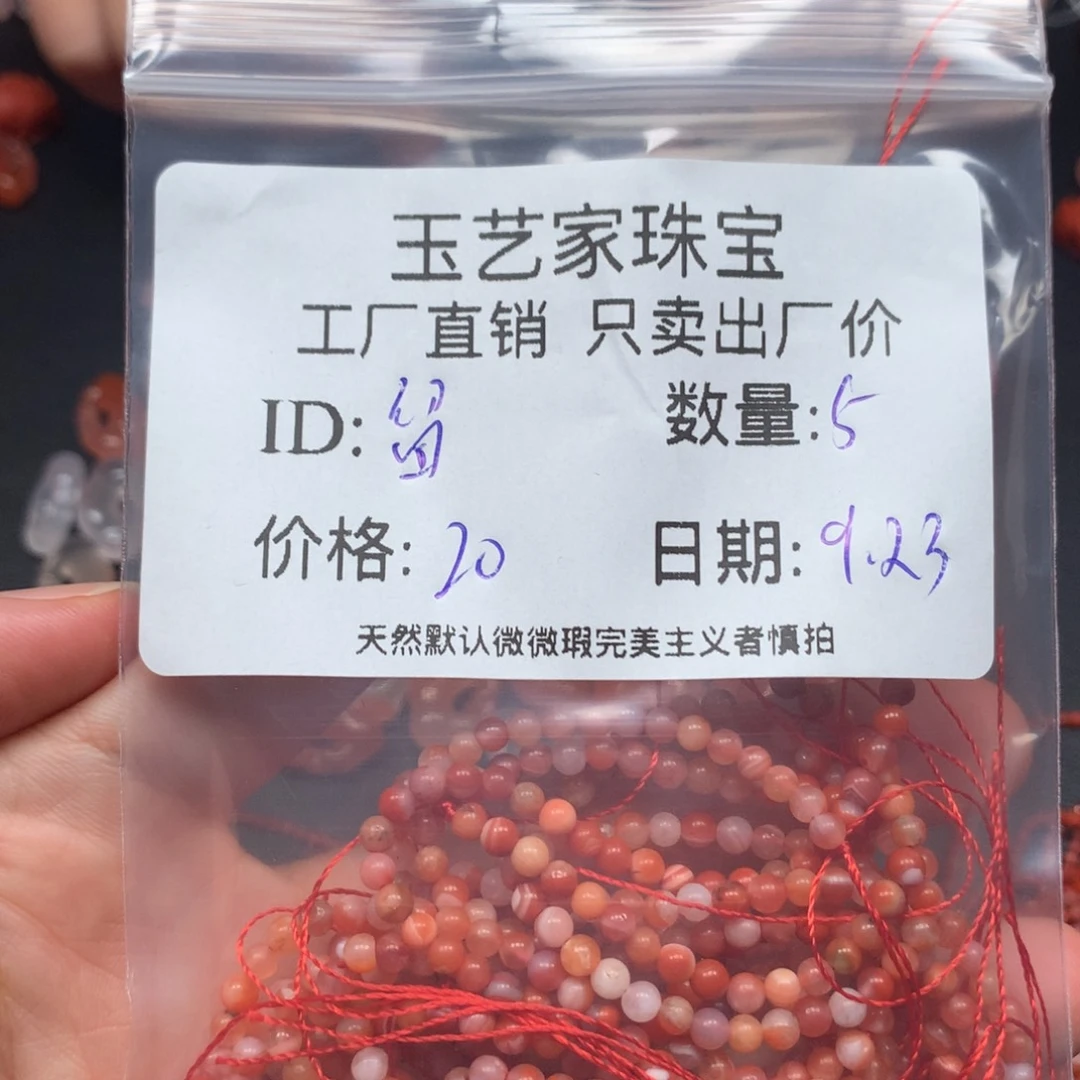 玉艺家珠宝
工厂直销 只卖出厂价
ID: 留 数量:5
价格: 20 日期: 9.23
天然默认微微瑕完美主义者慎拍